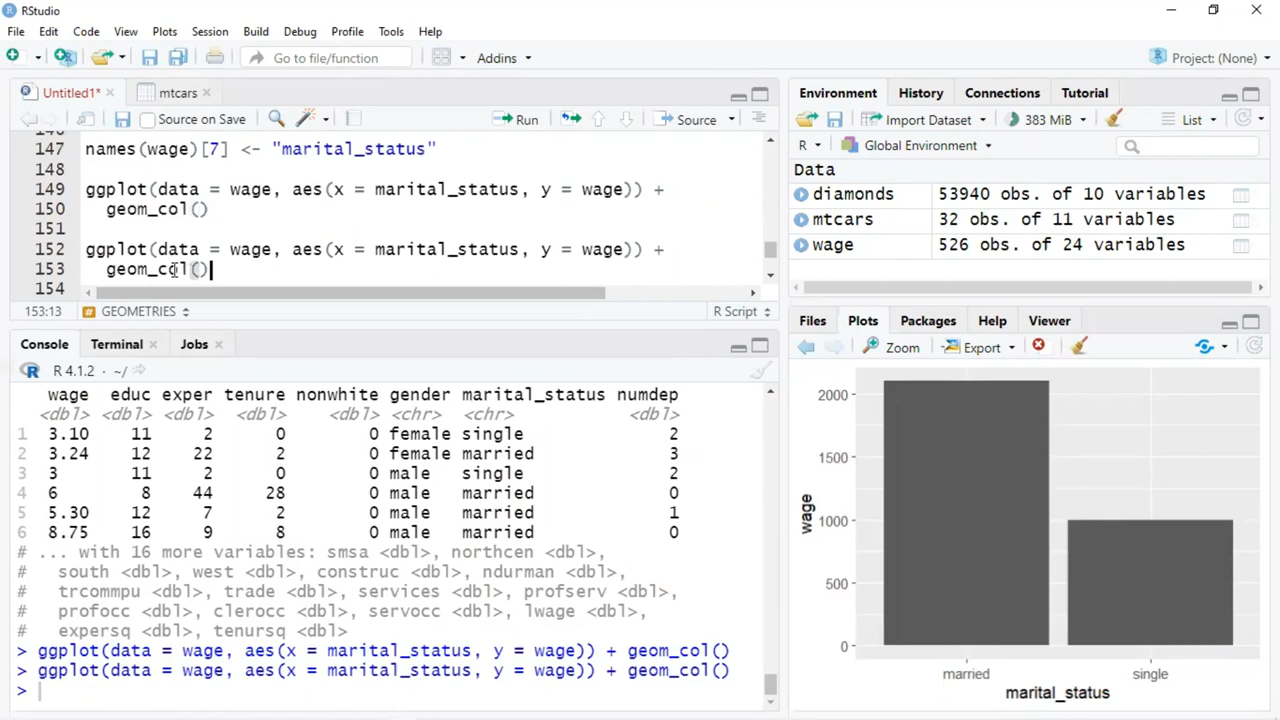 RStudio
File Edit Code View Plots Session Build Debug Profile Tools Help
Go to file/function Addins Project: (None)
Untitled1* mtcars
Source on Save Run Source
146
147 names(wage)[7] <- "marital_status"
148
149 ggplot(data = wage, aes(x = marital_status, y = wage)) +
150 geom_col()
151
152 ggplot(data = wage, aes(x = marital_status, y = wage)) +
153 geom_col()
154
153:13 # GEOMETRIES R Script
Console Terminal Jobs
R 4.1.2 · ~/
wage educ exper tenure nonwhite gender marital_status numdep
<dbl> <dbl> <dbl> <dbl> <dbl> <chr> <chr> <dbl>
1 3.10 11 2 0 0 female single 2
2 3.24 12 22 2 0 female married 3
3 3 11 2 0 0 male single 2
4 6 8 44 28 0 male married 0
5 5.30 12 7 2 0 male married 1
6 8.75 16 9 8 0 male married 0
# ... with 16 more variables: smsa <dbl>, northcen <dbl>,
# south <dbl>, west <dbl>, construc <dbl>, ndurman <dbl>,
# trcommpu <dbl>, trade <dbl>, services <dbl>, profserv <dbl>,
# profocc <dbl>, clerocc <dbl>, servocc <dbl>, lwage <dbl>,
# expersq <dbl>, tenursq <dbl>
> ggplot(data = wage, aes(x = marital_status, y = wage)) + geom_col()
> ggplot(data = wage, aes(x = marital_status, y = wage)) + geom_col()
>
Environment History Connections Tutorial
Import Dataset 383 MiB List
R Global Environment
Data
diamonds 53940 obs. of 10 variables
mtcars 32 obs. of 11 variables
wage 526 obs. of 24 variables
Files Plots Packages Help Viewer
Zoom Export
2000
1500
1000
500
0
wage
married single
marital_status